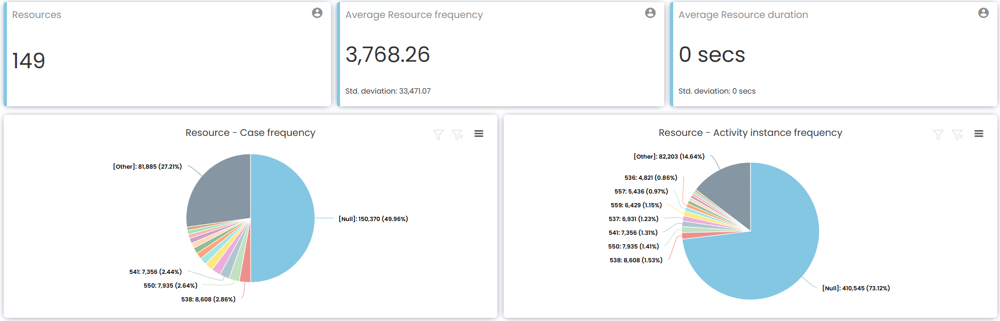 Resources
149
Average Resource frequency
3,768.26
Std. deviation: 33,471.07
Average Resource duration
0 secs
Std. deviation: 0 secs
Resource - Case frequency
[Other]: 81,885 (27.21%)
[Null]: 150,370 (49.96%)
541: 7,356 (2.44%)
550: 7,935 (2.64%)
538: 8,608 (2.86%)
Resource - Activity instance frequency
[Other]: 82,203 (14.64%)
536: 4,821 (0.86%)
557: 5,436 (0.97%)
559: 6,429 (1.15%)
537: 6,931 (1.23%)
541: 7,356 (1.31%)
550: 7,935 (1.41%)
538: 8,608 (1.53%)
[Null]: 410,545 (73.12%)